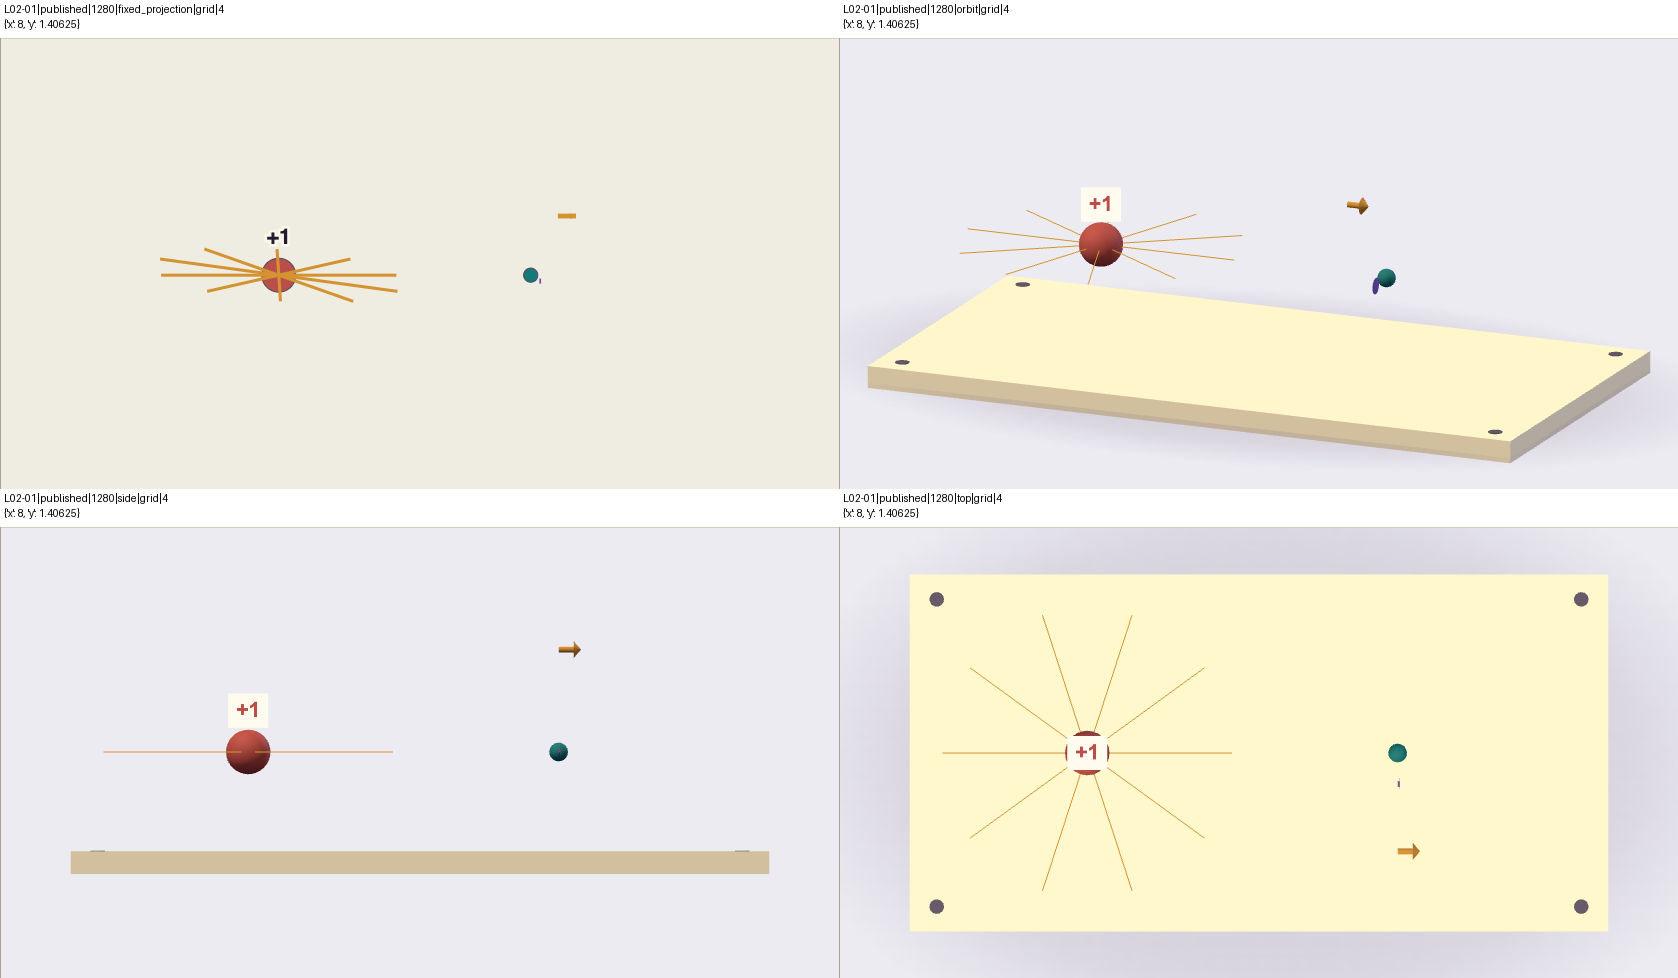 L02-01|published|1280|fixed_projection|grid|4
{'x': 8, 'y': 1.40625}
+1
L02-01|published|1280|orbit|grid|4
{'x': 8, 'y': 1.40625}
+1
L02-01|published|1280|side|grid|4
{'x': 8, 'y': 1.40625}
+1
L02-01|published|1280|top|grid|4
{'x': 8, 'y': 1.40625}
+1